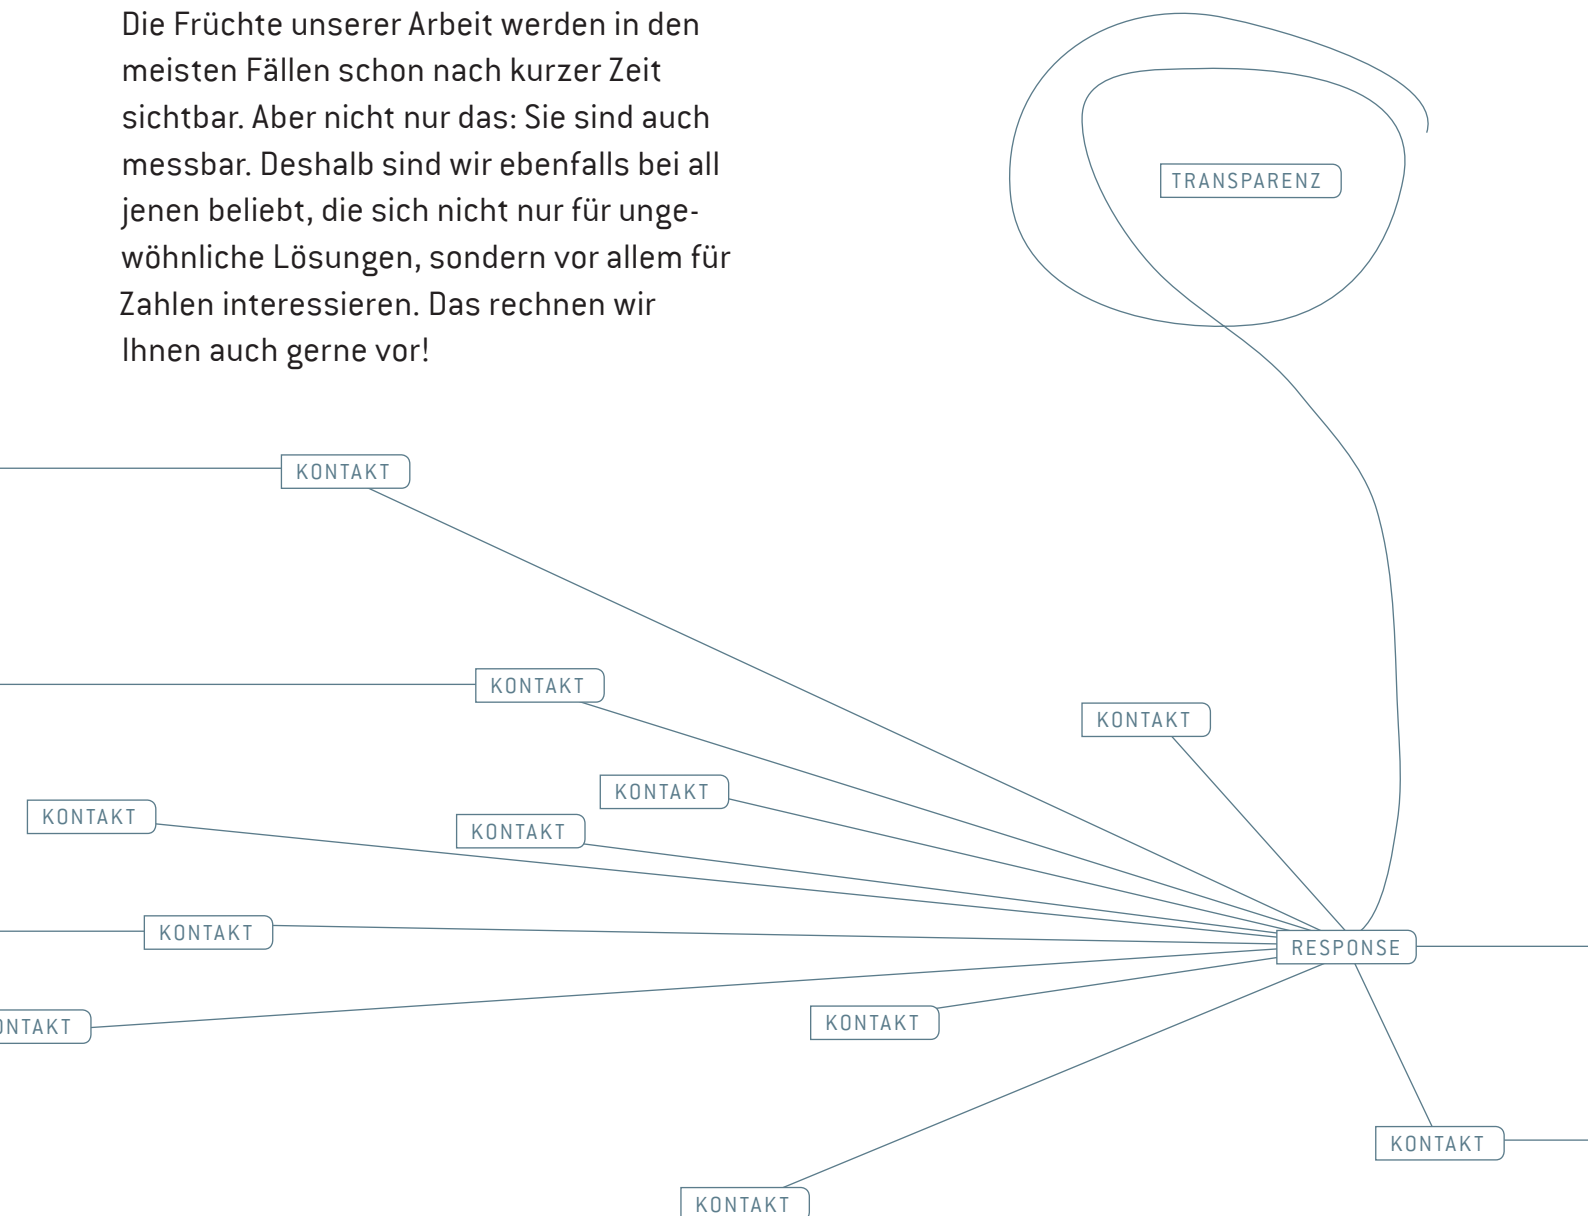 Die Früchte unserer Arbeit werden in den
meisten Fällen schon nach kurzer Zeit
sichtbar. Aber nicht nur das: Sie sind auch
messbar. Deshalb sind wir ebenfalls bei all
jenen beliebt, die sich nicht nur für unge-
wöhnliche Lösungen, sondern vor allem für
Zahlen interessieren. Das rechnen wir
Ihnen auch gerne vor!
TRANSPARENZ
KONTAKT
KONTAKT
KONTAKT
KONTAKT
KONTAKT
KONTAKT
KONTAKT
RESPONSE
KONTAKT
ONTAKT
KONTAKT
KONTAKT